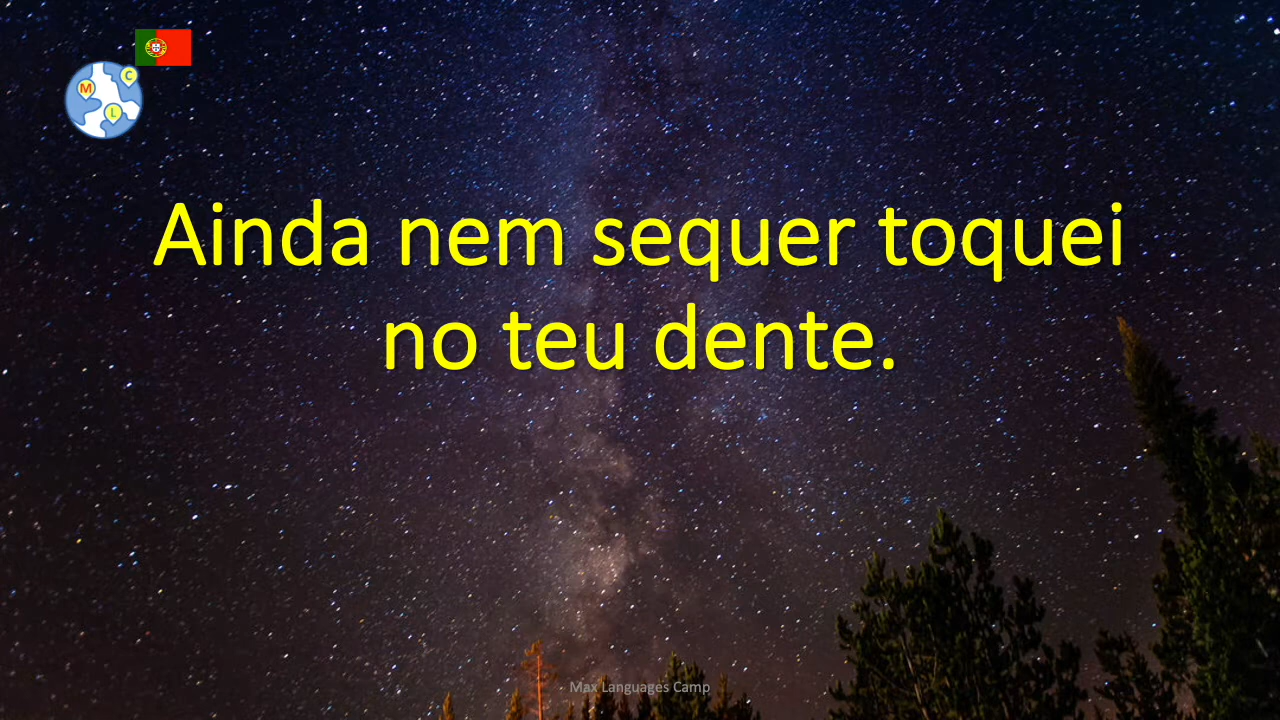 C
M
L
Ainda nem sequer toquei
no teu dente.
Max Languages Camp